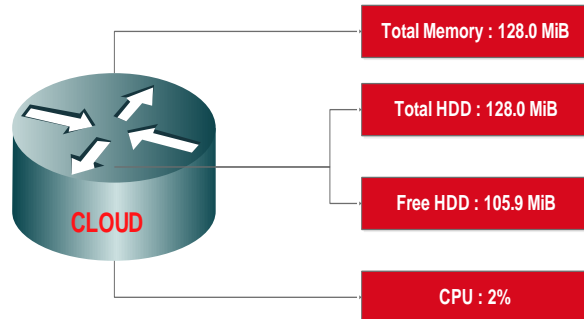 Total Memory : 128.0 MiB
Total HDD : 128.0 MiB
Free HDD : 105.9 MiB
CLOUD
CPU : 2%